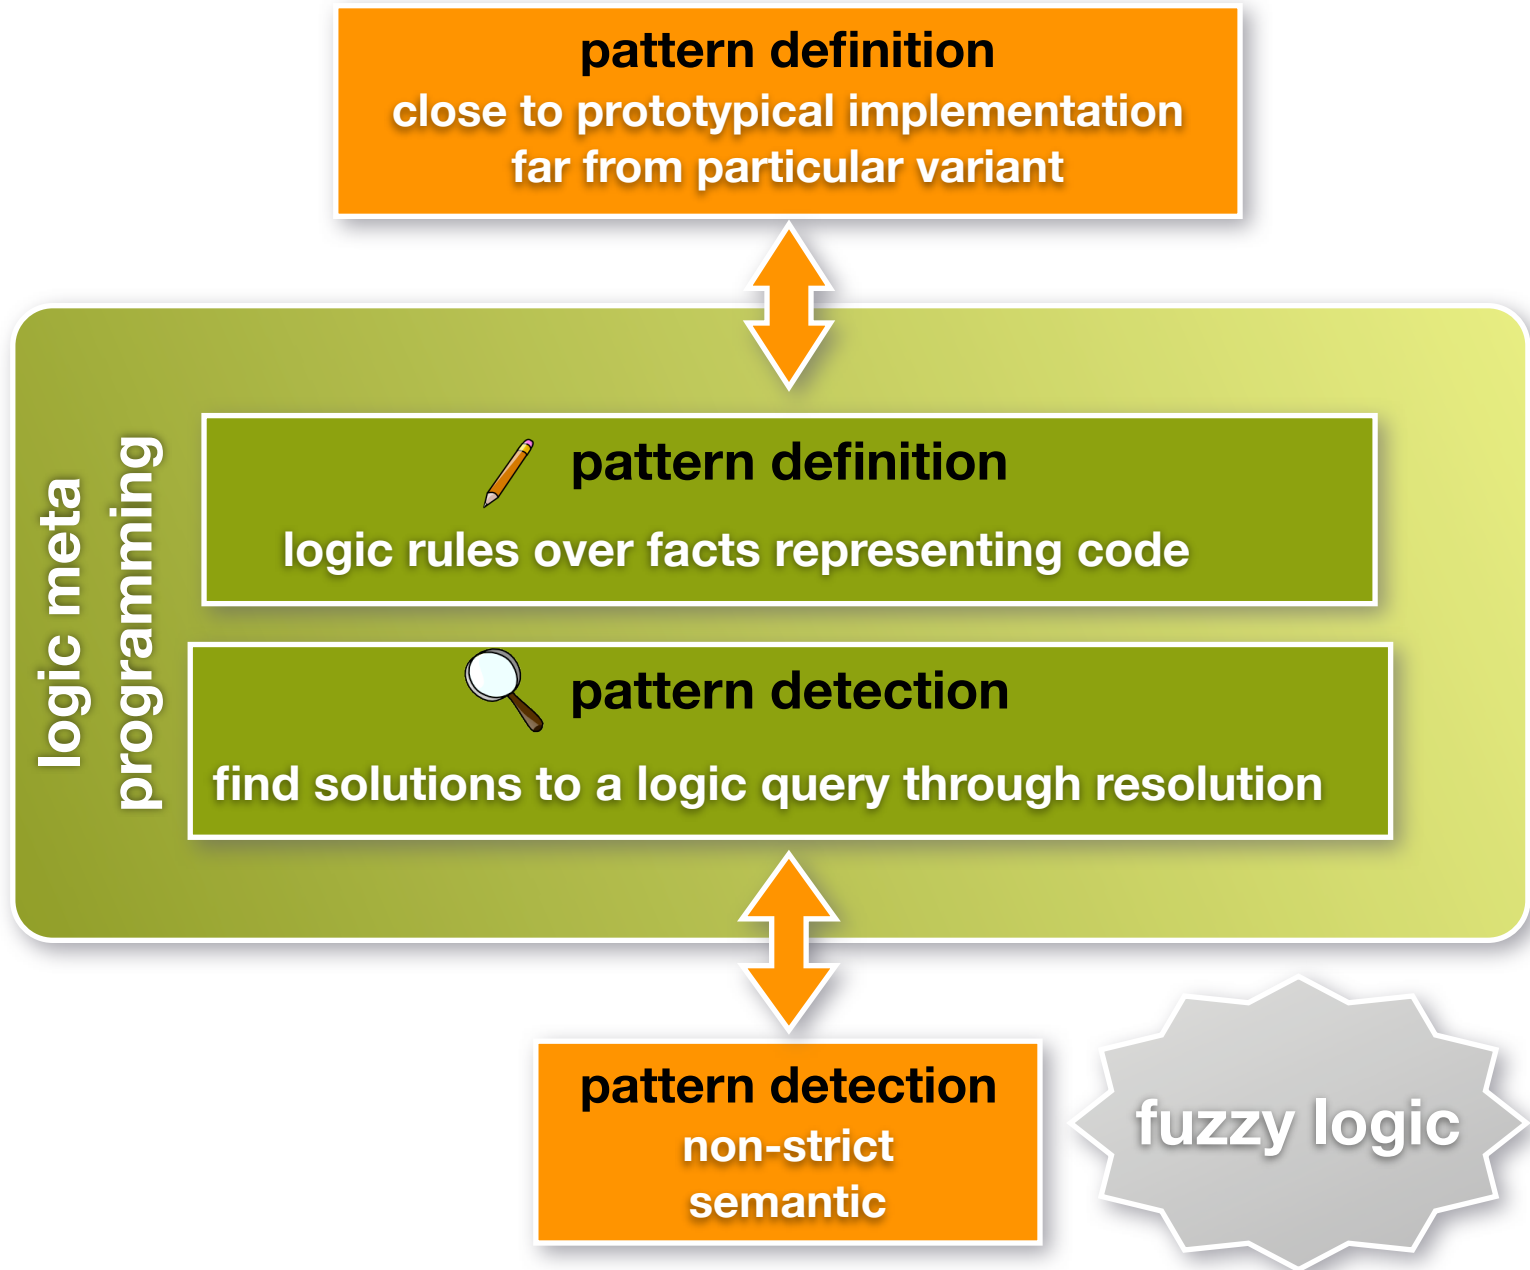 pattern definition
close to prototypical implementation
far from particular variant
logic meta
programming
pattern definition
logic rules over facts representing code
pattern detection
find solutions to a logic query through resolution
pattern detection
non-strict
semantic
fuzzy logic